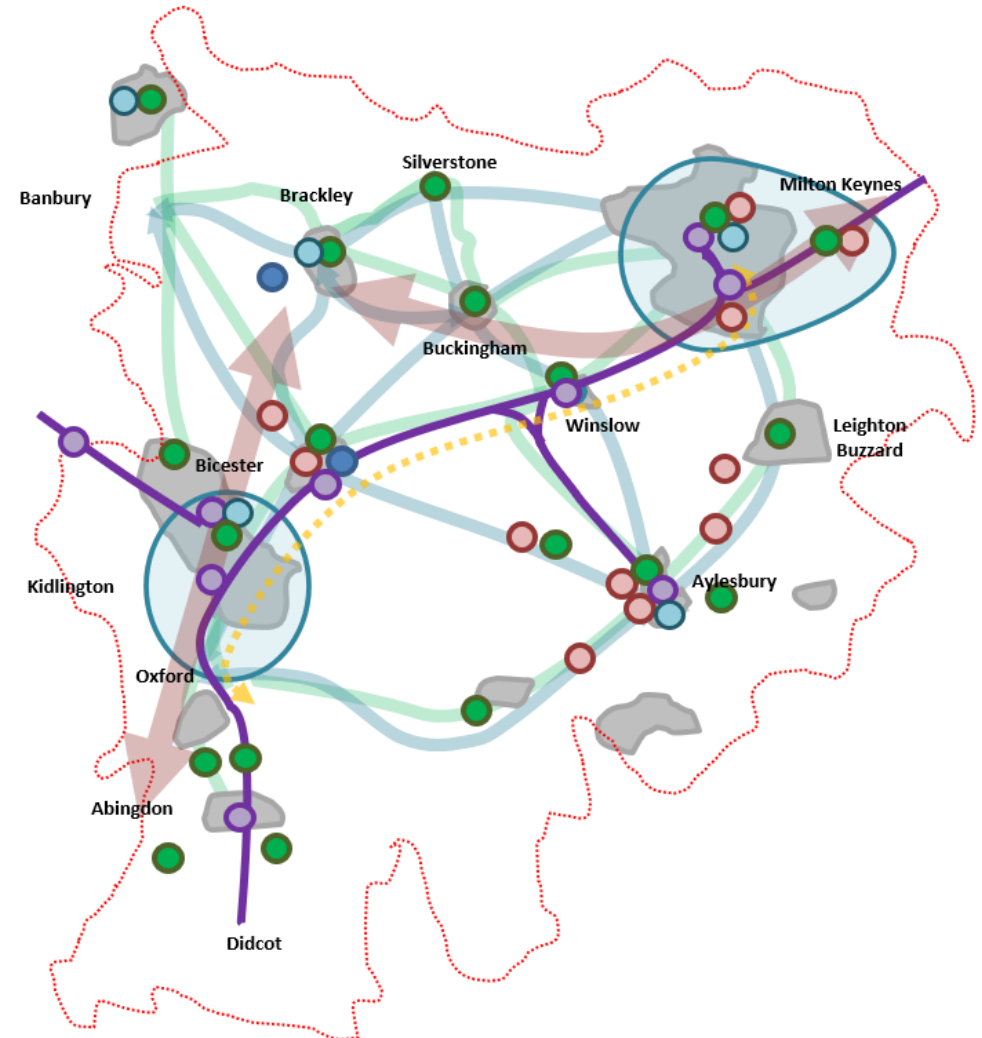 Silverstone
Milton Keynes
Banbury
Brackley
Buckingham
Winslow
Leighton
Buzzard
Bicester
Aylesbury
Kidlington
Oxford
Abingdon
Didcot